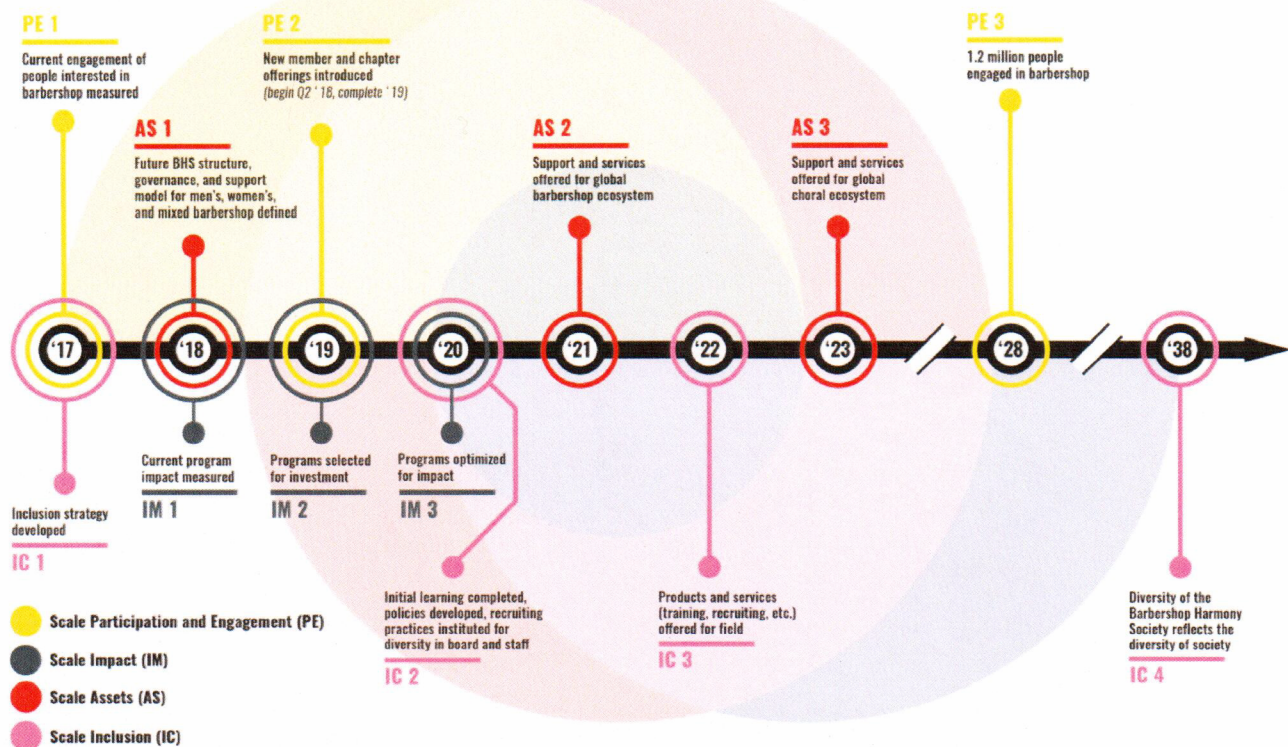 PE 1
Current engagement of
people interested in
barbershop measured
PE 2
New member and chapter
offerings introduced
(begin Q2 ‘18, complete ‘19)
PE 3
1.2 million people
engaged in barbershop
AS 1
Future BHS structure,
governance, and support
model for men's, women's,
and mixed barbershop defined
AS 2
Support and services
offered for global
barbershop ecosystem
AS 3
Support and services
offered for global
choral ecosystem
‘17
‘18
‘19
‘20
‘21
‘22
‘23
‘28
‘38
Current program
impact measured
IM 1
Programs selected
for investment
IM 2
Programs optimized
for impact
IM 3
Inclusion strategy
developed
IC 1
Initial learning completed,
policies developed, recruiting
practices instituted for
diversity in board and staff
IC 2
Products and services
(training, recruiting, etc.)
offered for field
IC 3
Diversity of the
Barbershop Harmony
Society reflects the
diversity of society
IC 4
Scale Participation and Engagement (PE)
Scale Impact (IM)
Scale Assets (AS)
Scale Inclusion (IC)